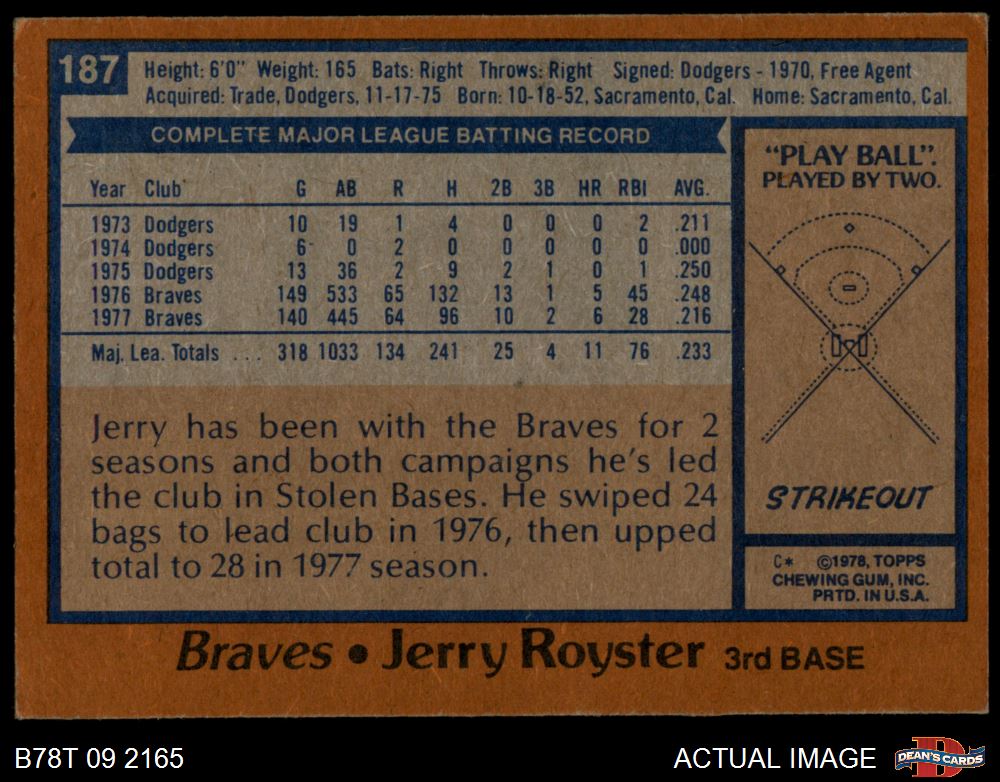 187
Height: 6'0" Weight: 165 Bats: Right Throws: Right Signed: Dodgers - 1970, Free Agent
Acquired: Trade, Dodgers, 11-17-75 Born: 10-18-52, Sacramento, Cal. Home: Sacramento, Cal.
COMPLETE MAJOR LEAGUE BATTING RECORD
Year Club G AB R H 2B 3B HR RBI AVG.
1973 Dodgers 10 19 1 4 0 0 0 2 .211
1974 Dodgers 6 0 2 0 0 0 0 0 .000
1975 Dodgers 13 36 2 9 2 1 0 1 .250
1976 Braves 149 533 65 132 13 1 5 45 .248
1977 Braves 140 445 64 96 10 2 6 28 .216
Maj. Lea. Totals ... 318 1033 134 241 25 4 11 76 .233
Jerry has been with the Braves for 2
seasons and both campaigns he's led
the club in Stolen Bases. He swiped 24
bags to lead club in 1976, then upped
total to 28 in 1977 season.
"PLAY BALL".
PLAYED BY TWO.
STRIKEOUT
C* ©1978, TOPPS
CHEWING GUM, INC.
PRTD. IN U.S.A.
Braves • Jerry Royster 3rd BASE
B78T 09 2165
ACTUAL IMAGE
D
DEAN'S CARDS